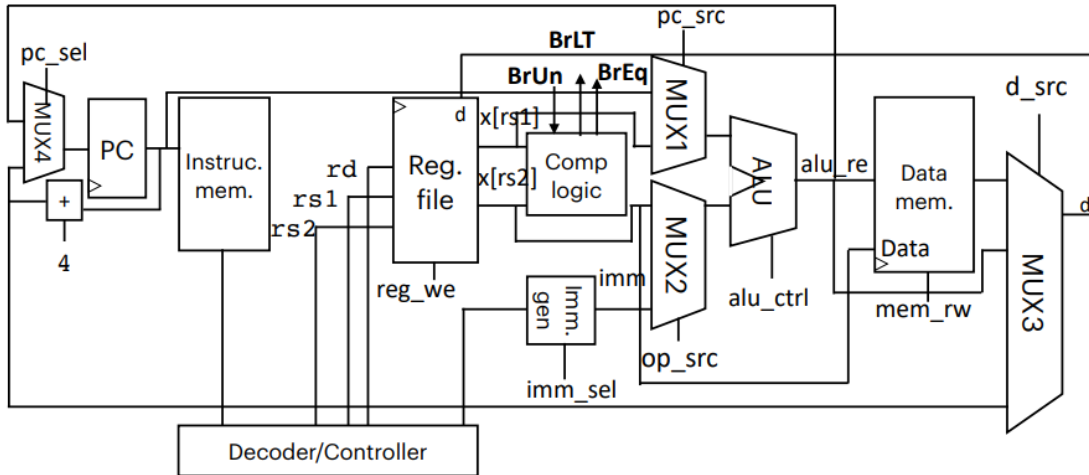 pc_src
BrLT
pc_sel
BrUn
BrEq
d_src
MUX4
PC
Instruc.
mem.
d
x[rs1]
MUX1
Reg.
file
rd
rs1
rs2
x[rs2]
Comp
logic
ALU
alu_re
Data
mem.
Data
d
+
4
reg_we
Imm.
gen
imm
MUX2
alu_ctrl
mem_rw
MUX3
op_src
imm_sel
Decoder/Controller